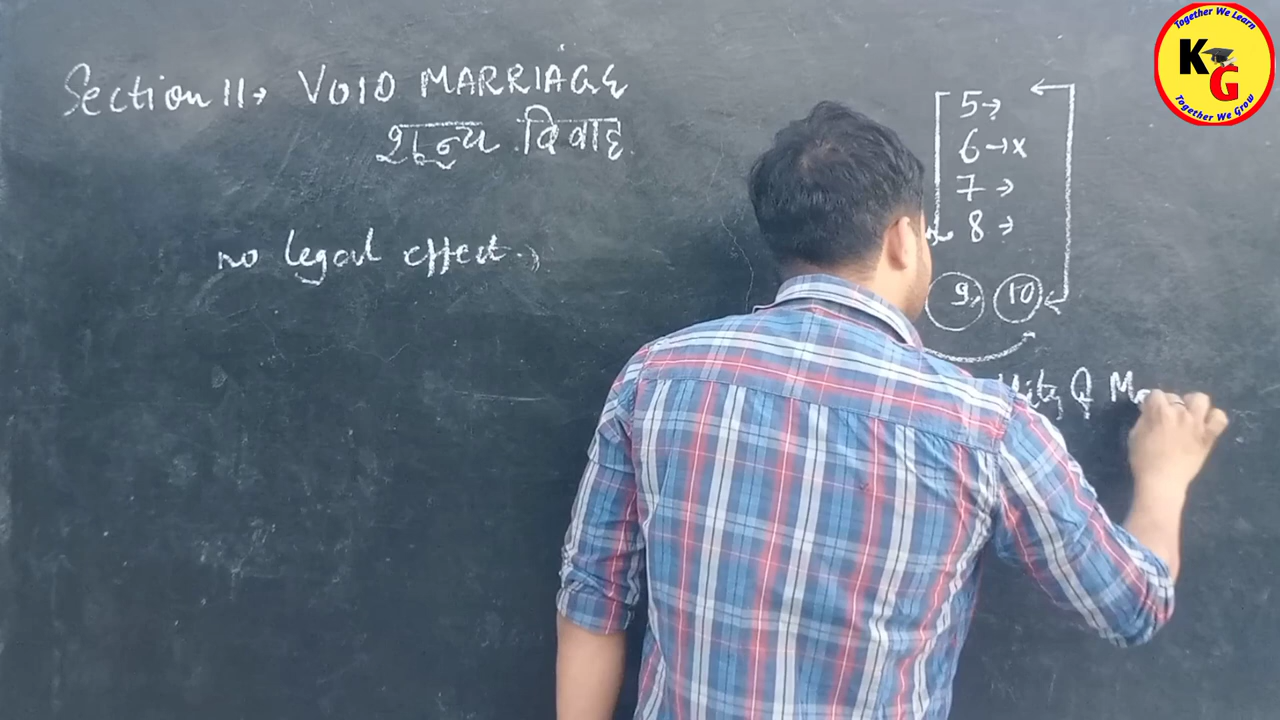 Section 11→ VOID MARRIAGE
शून्य विवाह
no legal effect.
5→
6→x
7→
8→
9, 10
Together We Learn
KG
Together We Grow